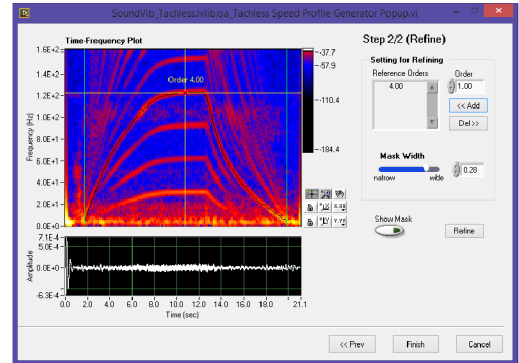 SoundVib_Tachless.lvlib:oa_Tachless Speed Profile Generator Popup.vi
Time-Frequency Plot
1.6E+2
1.4E+2
1.2E+2
1.0E+2
8.0E+1
6.0E+1
4.0E+1
2.0E+1
0.0E+0
Frequency (Hz)
Order 4.00
-37.7
-57.9
-110.4
-184.4
7.1E-4
5.0E-4
0.0E+0
-6.3E-4
Amplitude
0.0 2.0 4.0 6.0 8.0 10.0 12.0 14.0 16.0 18.0 21.1
Time (sec)
Step 2/2 (Refine)
Setting for Refining
Reference Orders
4.00
Order
1.00
<< Add
Del >>
Mask Width
narrow wide
0.28
Show Mask
Refine
<< Prev
Finish
Cancel